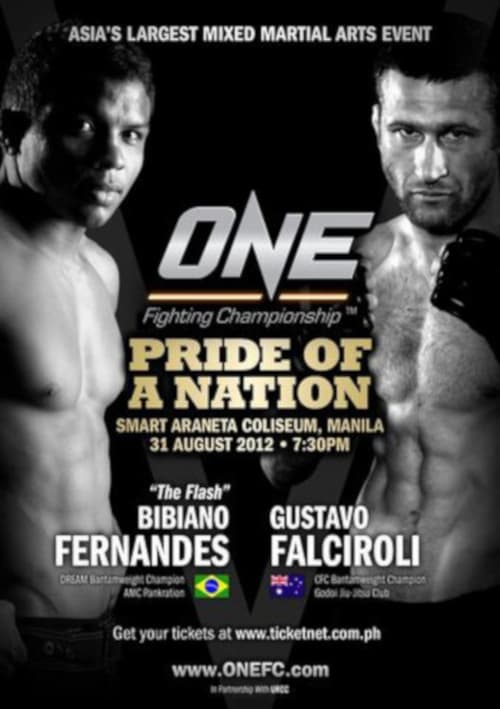 ASIA'S LARGEST MIXED MARTIAL ARTS EVENT
ONE
Fighting Championship™
PRIDE OF
A NATION
SMART ARANETA COLISEUM, MANILA
31 AUGUST 2012 • 7:30PM
"The Flash"
BIBIANO
FERNANDES
DREAM Bantamweight Champion
AMC Pankration
GUSTAVO
FALCIROLI
CFC Bantamweight Champion
Godoi Jiu-Jitsu Club
Get your tickets at www.ticketnet.com.ph
www.ONEFC.com
In Partnership With URCC